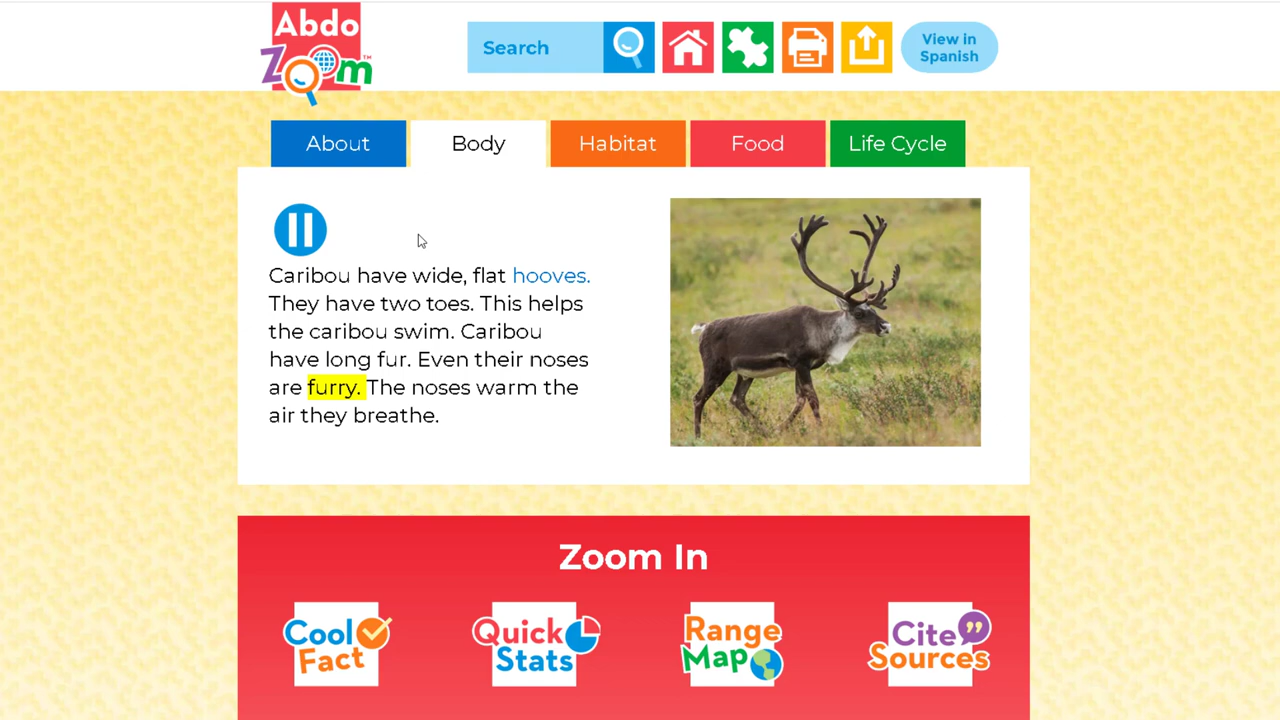 Abdo
Zoom™
Search
View in
Spanish
About
Body
Habitat
Food
Life Cycle
Caribou have wide, flat hooves.
They have two toes. This helps
the caribou swim. Caribou
have long fur. Even their noses
are furry. The noses warm the
air they breathe.
Zoom In
Cool
Fact
Quick
Stats
Range
Map
Cite
Sources